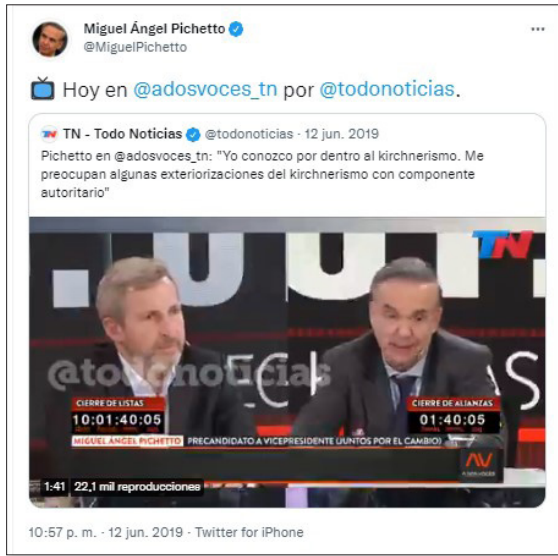 Miguel Ángel Pichetto
@MiguelPichetto
Hoy en @adosvoces_tn por @todonoticias.
TN - Todo Noticias @todonoticias · 12 jun. 2019
Pichetto en @adosvoces_tn: "Yo conozco por dentro al kirchnerismo. Me
preocupan algunas exteriorizaciones del kirchnerismo con componente
autoritario"
TN
@todonoticias
CIERRE DE LISTAS
10:01:40:05
CIERRE DE ALIANZAS
01:40:05
MIGUEL ÁNGEL PICHETTO PRECANDIDATO A VICEPRESIDENTE (JUNTOS POR EL CAMBIO)
1:41 22,1 mil reproducciones
10:57 p. m. · 12 jun. 2019 · Twitter for iPhone